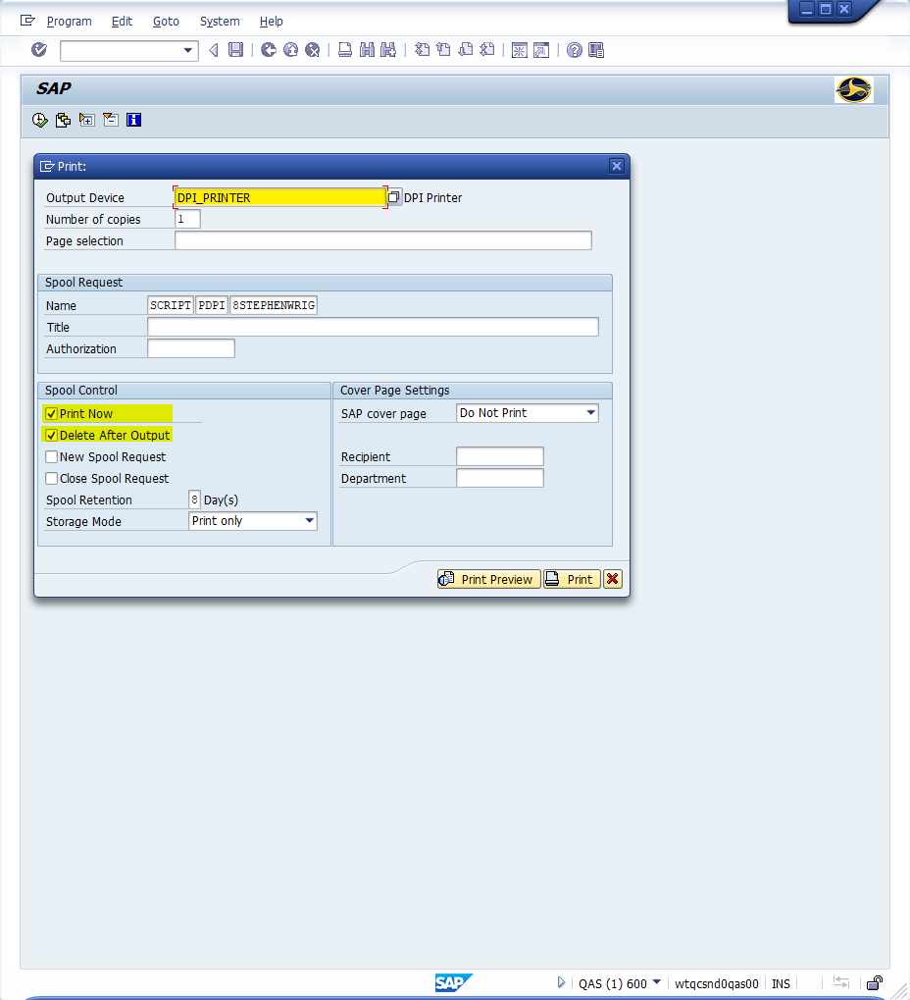 Program Edit Goto System Help
SAP
Print:
Output Device DPI_PRINTER DPI Printer
Number of copies 1
Page selection
Spool Request
Name SCRIPT PDPI 8STEPHENWRIG
Title
Authorization
Spool Control Cover Page Settings
Print Now SAP cover page Do Not Print
Delete After Output
New Spool Request Recipient
Close Spool Request Department
Spool Retention 8 Day(s)
Storage Mode Print only
Print Preview Print
SAP QAS (1) 600 wtqcsnd0qas00 INS